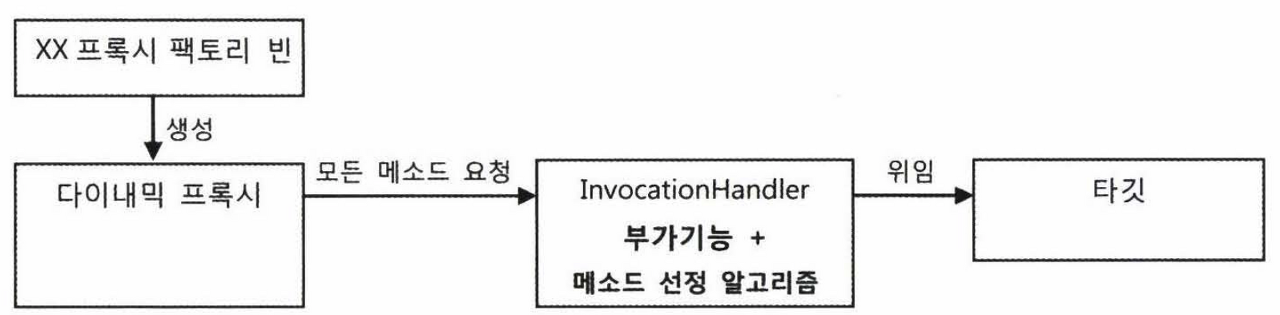 XX 프록시 팩토리 빈
생성
다이내믹 프록시
모든 메소드 요청
InvocationHandler
부가기능 +
메소드 선정 알고리즘
위임
타깃